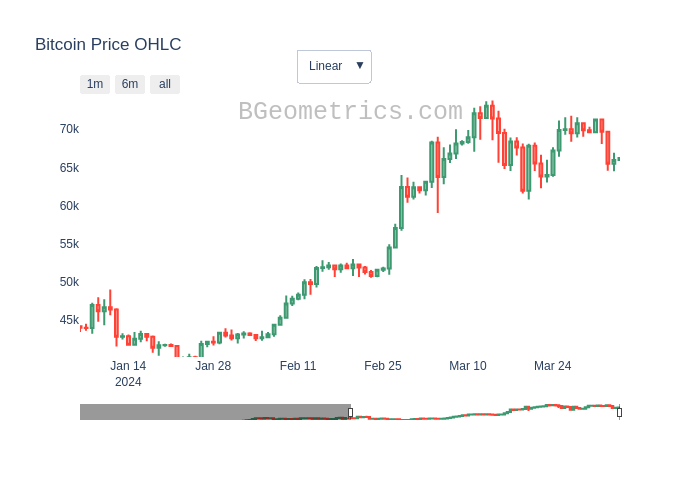 Bitcoin Price OHLC
Linear ▼
1m 6m all
BGeometrics.com
70k
65k
60k
55k
50k
45k
Jan 14 Jan 28 Feb 11 Feb 25 Mar 10 Mar 24
2024